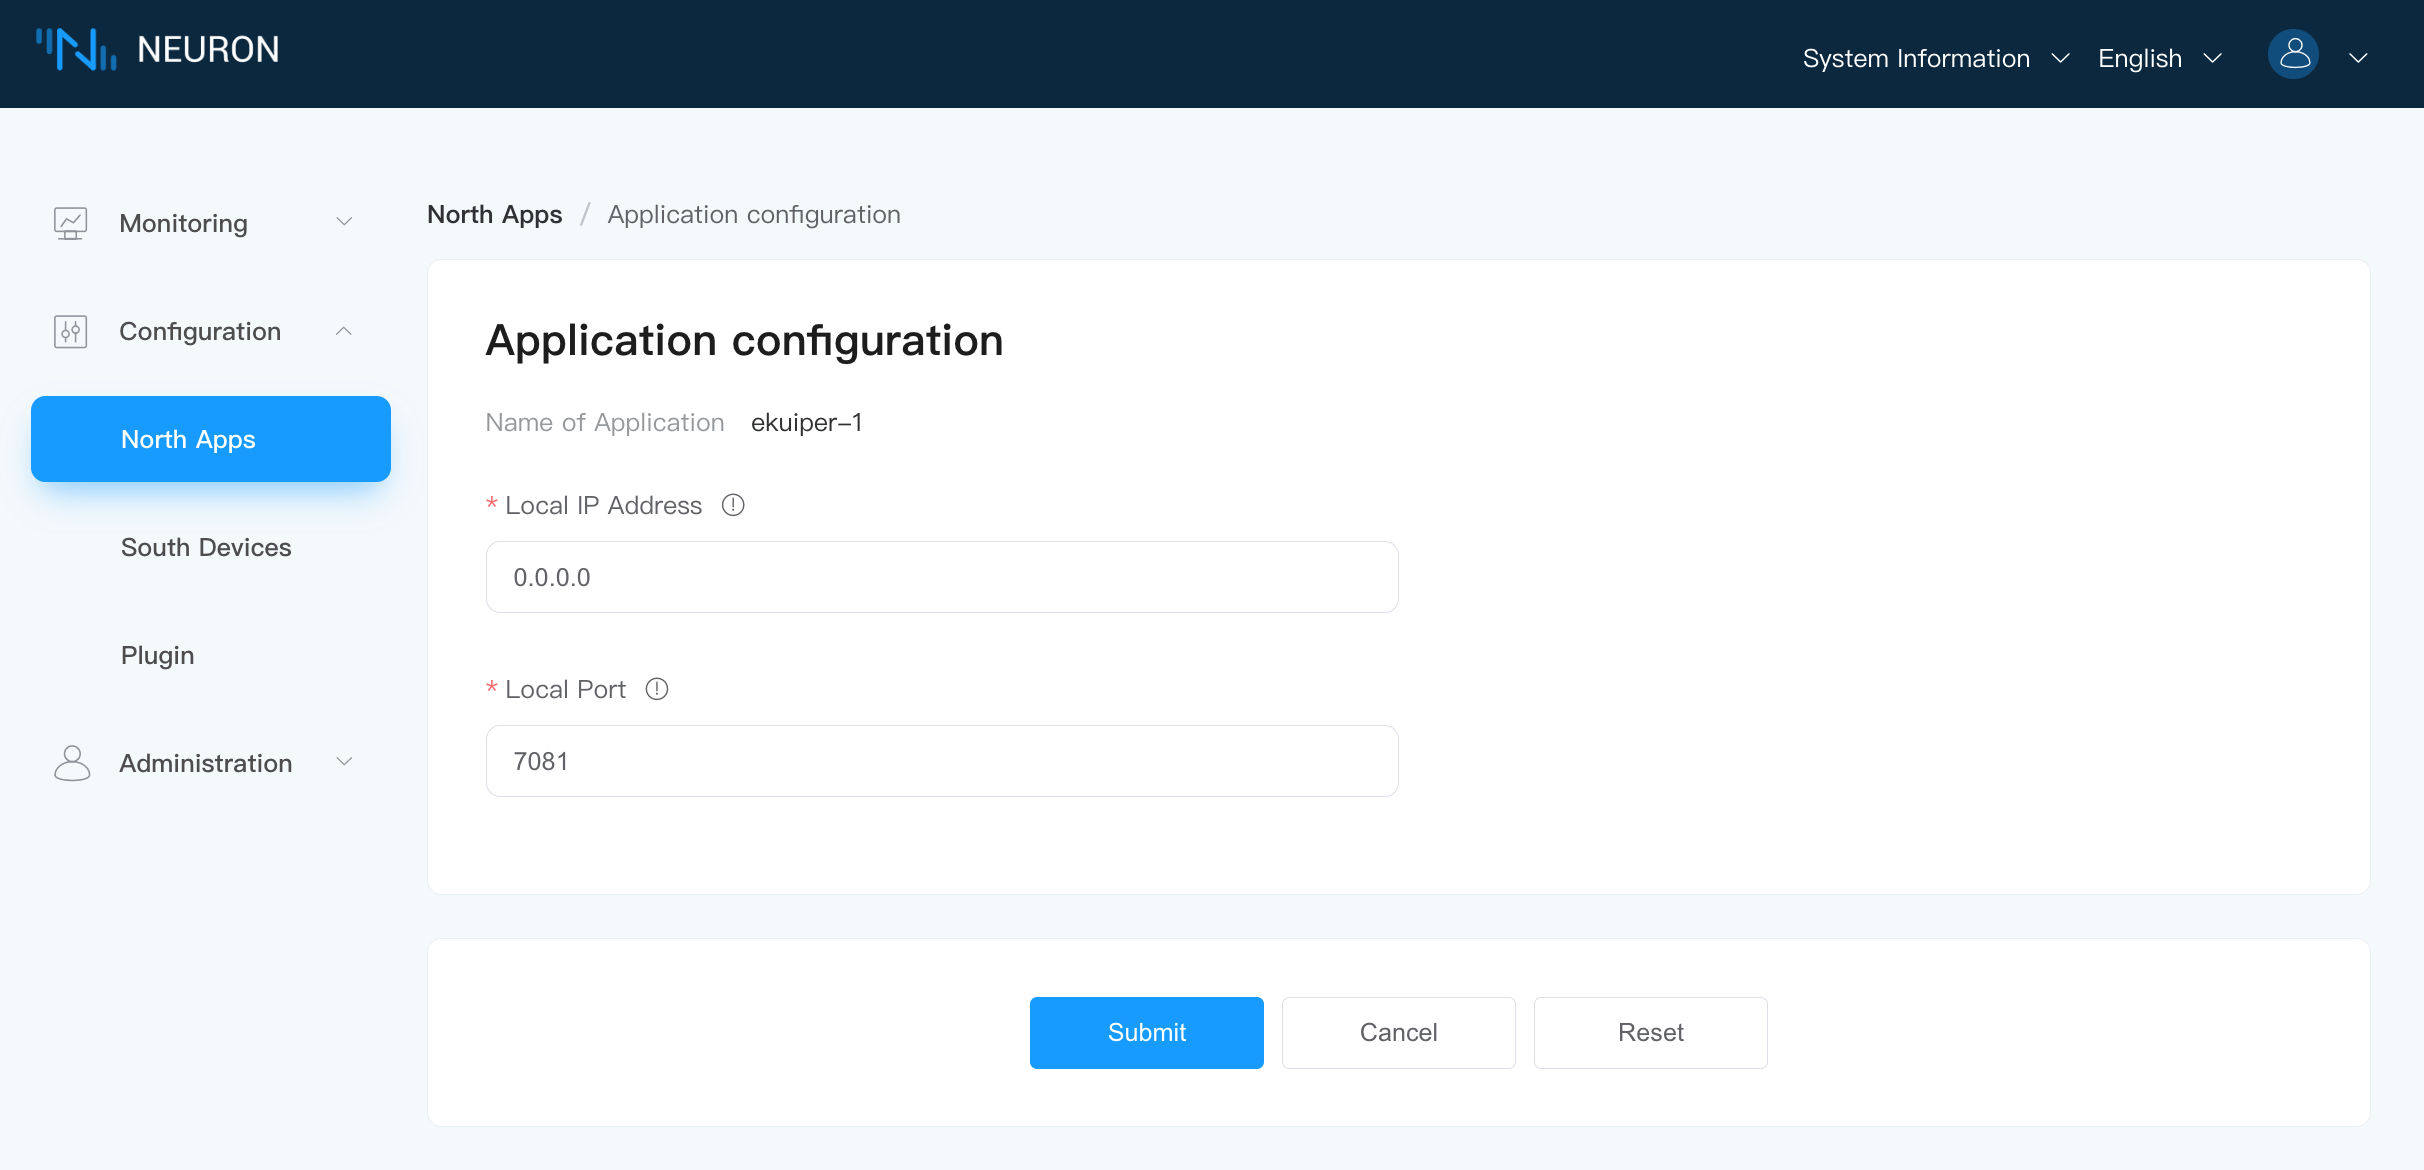 NEURON
System Information
English
Monitoring
Configuration
North Apps
South Devices
Plugin
Administration
North Apps / Application configuration
Application configuration
Name of Application ekuiper-1
* Local IP Address
0.0.0.0
* Local Port
7081
Submit
Cancel
Reset